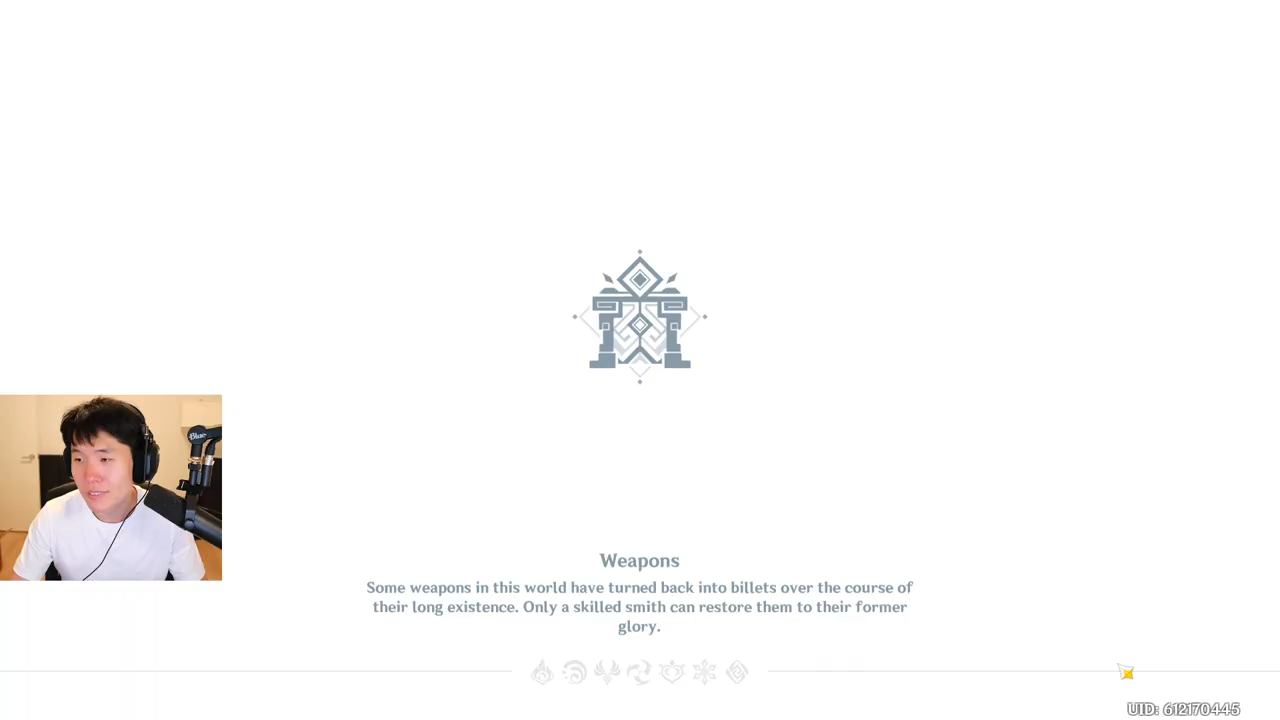 Blue
Weapons
Some weapons in this world have turned back into billets over the course of
their long existence. Only a skilled smith can restore them to their former
glory.
UID: 612170445